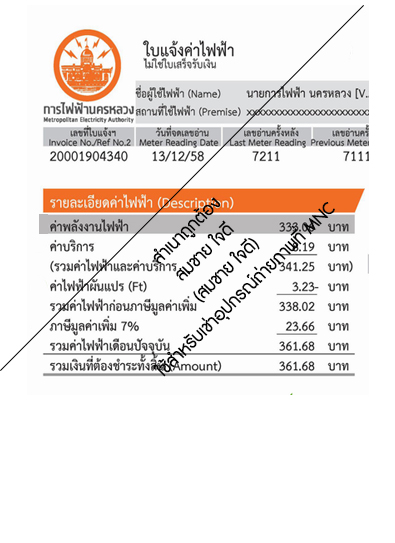 ใบแจ้งค่าไฟฟ้า
ไม่ใช่ใบเสร็จรับเงิน
การไฟฟ้านครหลวง
Metropolitan Electricity Authority
ชื่อผู้ใช้ไฟฟ้า (Name) นายการไฟฟ้า นครหลวง [V..
สถานที่ใช้ไฟฟ้า (Premise) xxxxxxxxxxxxxxxxxxxxxx
เลขที่ใบแจ้งฯ วันที่จดเลขอ่าน เลขอ่านครั้งหลัง เลขอ่านครั้
Invoice No./Ref No.2 Meter Reading Date Last Meter Reading Previous Meter
20001904340 13/12/58 7211 7111
รายละเอียดค่าไฟฟ้า (Description)
ค่าพลังงานไฟฟ้า 333.06 บาท
ค่าบริการ 8.19 บาท
(รวมค่าไฟฟ้าและค่าบริการ 341.25 บาท)
ค่าไฟฟ้าผันแปร (Ft) 3.23- บาท
รวมค่าไฟฟ้าก่อนภาษีมูลค่าเพิ่ม 338.02 บาท
ภาษีมูลค่าเพิ่ม 7% 23.66 บาท
รวมค่าไฟฟ้าเดือนปัจจุบัน 361.68 บาท
รวมเงินที่ต้องชำระทั้งสิ้น (Amount) 361.68 บาท
สำเนาถูกต้อง
สมชาย ใจดี
(สมชาย ใจดี)
ใช้สำหรับเช่าอุปกรณ์ถ่ายภาพที่ MNC